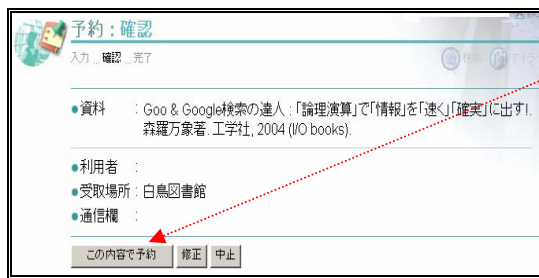 予約：確認
入力 ... 確認 ... 完了
●資料 : Goo & Google検索の達人 : 「論理演算」で「情報」を「速く」「確実」に出す!.
森羅万象著. 工学社, 2004 (I/O books).
●利用者 :
●受取場所 : 白鳥図書館
●通信欄 :
この内容で予約 修正 中止